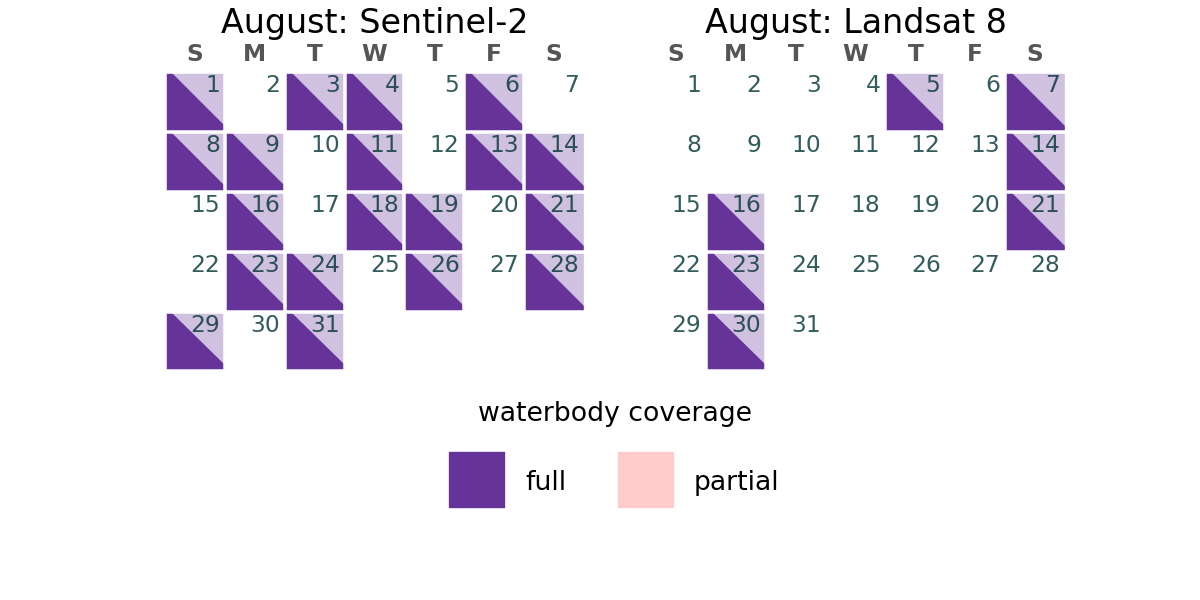 August: Sentinel-2
S M T W T F S
1 2 3 4 5 6 7
8 9 10 11 12 13 14
15 16 17 18 19 20 21
22 23 24 25 26 27 28
29 30 31
August: Landsat 8
S M T W T F S
1 2 3 4 5 6 7
8 9 10 11 12 13 14
15 16 17 18 19 20 21
22 23 24 25 26 27 28
29 30 31
waterbody coverage
full partial